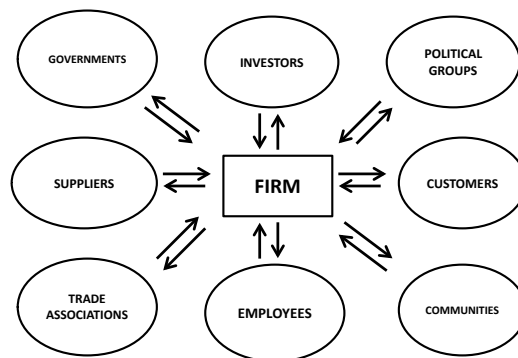 GOVERNMENTS
INVESTORS
POLITICAL
GROUPS
SUPPLIERS
FIRM
CUSTOMERS
TRADE
ASSOCIATIONS
EMPLOYEES
COMMUNITIES